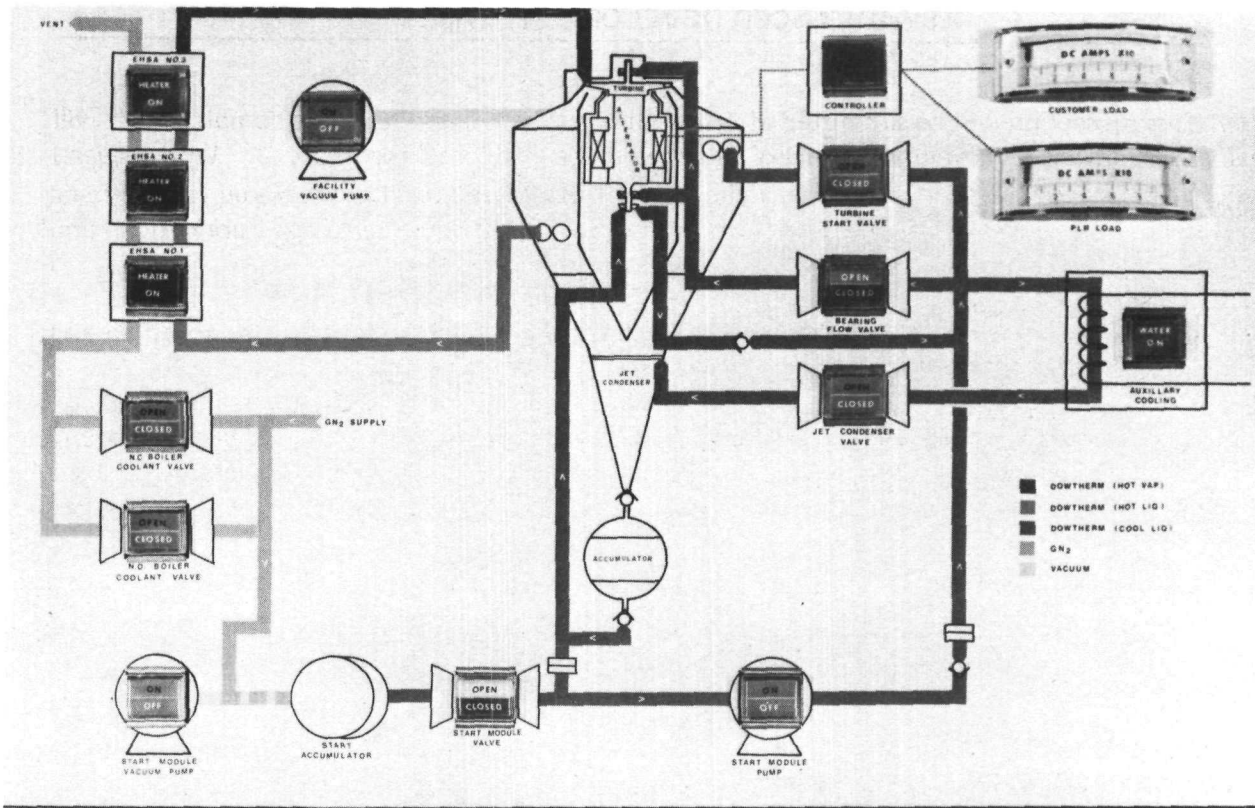 VENT
EHSA NO.3
HEATER
ON
EHSA NO.2
HEATER
ON
EHSA NO.1
HEATER
ON
ON
OFF
FACILITY
VACUUM PUMP
TURBINE
ALTERNATOR
CONTROLLER
DC AMPS X10
CUSTOMER LOAD
DC AMPS X10
PLR LOAD
OPEN
CLOSED
TURBINE
START VALVE
OPEN
CLOSED
BEARING
FLOW VALVE
WATER
ON
AUXILLARY
COOLING
JET
CONDENSER
OPEN
CLOSED
JET CONDENSER
VALVE
OPEN
CLOSED
N.C. BOILER
COOLANT VALVE
GN2 SUPPLY
OPEN
CLOSED
N.O. BOILER
COOLANT VALVE
ACCUMULATOR
DOWTHERM (HOT VAP)
DOWTHERM (HOT LIQ)
DOWTHERM (COOL LIQ)
GN2
VACUUM
ON
OFF
START MODULE
VACUUM PUMP
START
ACCUMULATOR
OPEN
CLOSED
START MODULE
VALVE
ON
OFF
START MODULE
PUMP